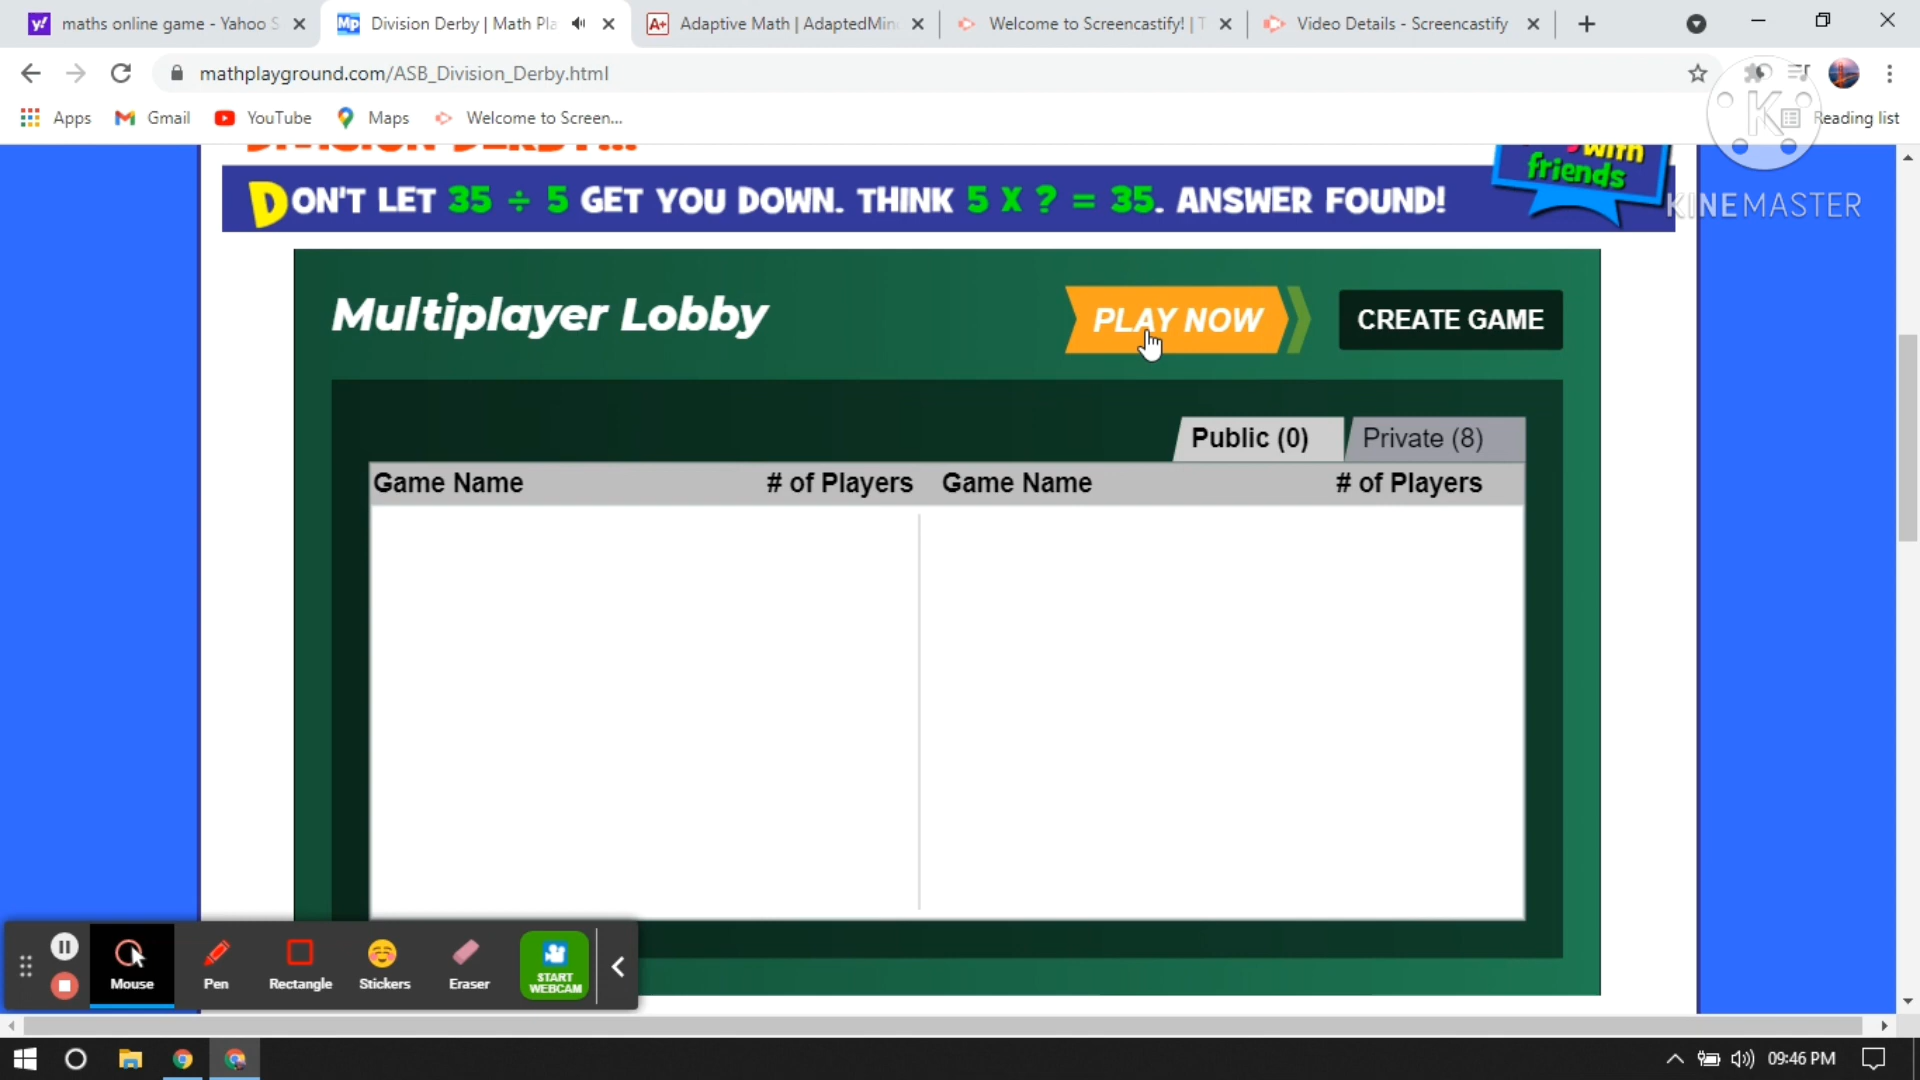 maths online game - Yahoo S
Division Derby | Math Pla
Adaptive Math | AdaptedMin
Welcome to Screencastify! | T
Video Details - Screencastify
mathplayground.com/ASB_Division_Derby.html
Apps
Gmail
YouTube
Maps
Welcome to Screen...
Reading list
DIVISION DERBY...
with
friends
DON'T LET 35 ÷ 5 GET YOU DOWN. THINK 5 X ? = 35. ANSWER FOUND!
KINEMASTER
Multiplayer Lobby
PLAY NOW
CREATE GAME
Public (0)
Private (8)
Game Name # of Players Game Name # of Players
Mouse
Pen
Rectangle
Stickers
Eraser
START
WEBCAM
09:46 PM